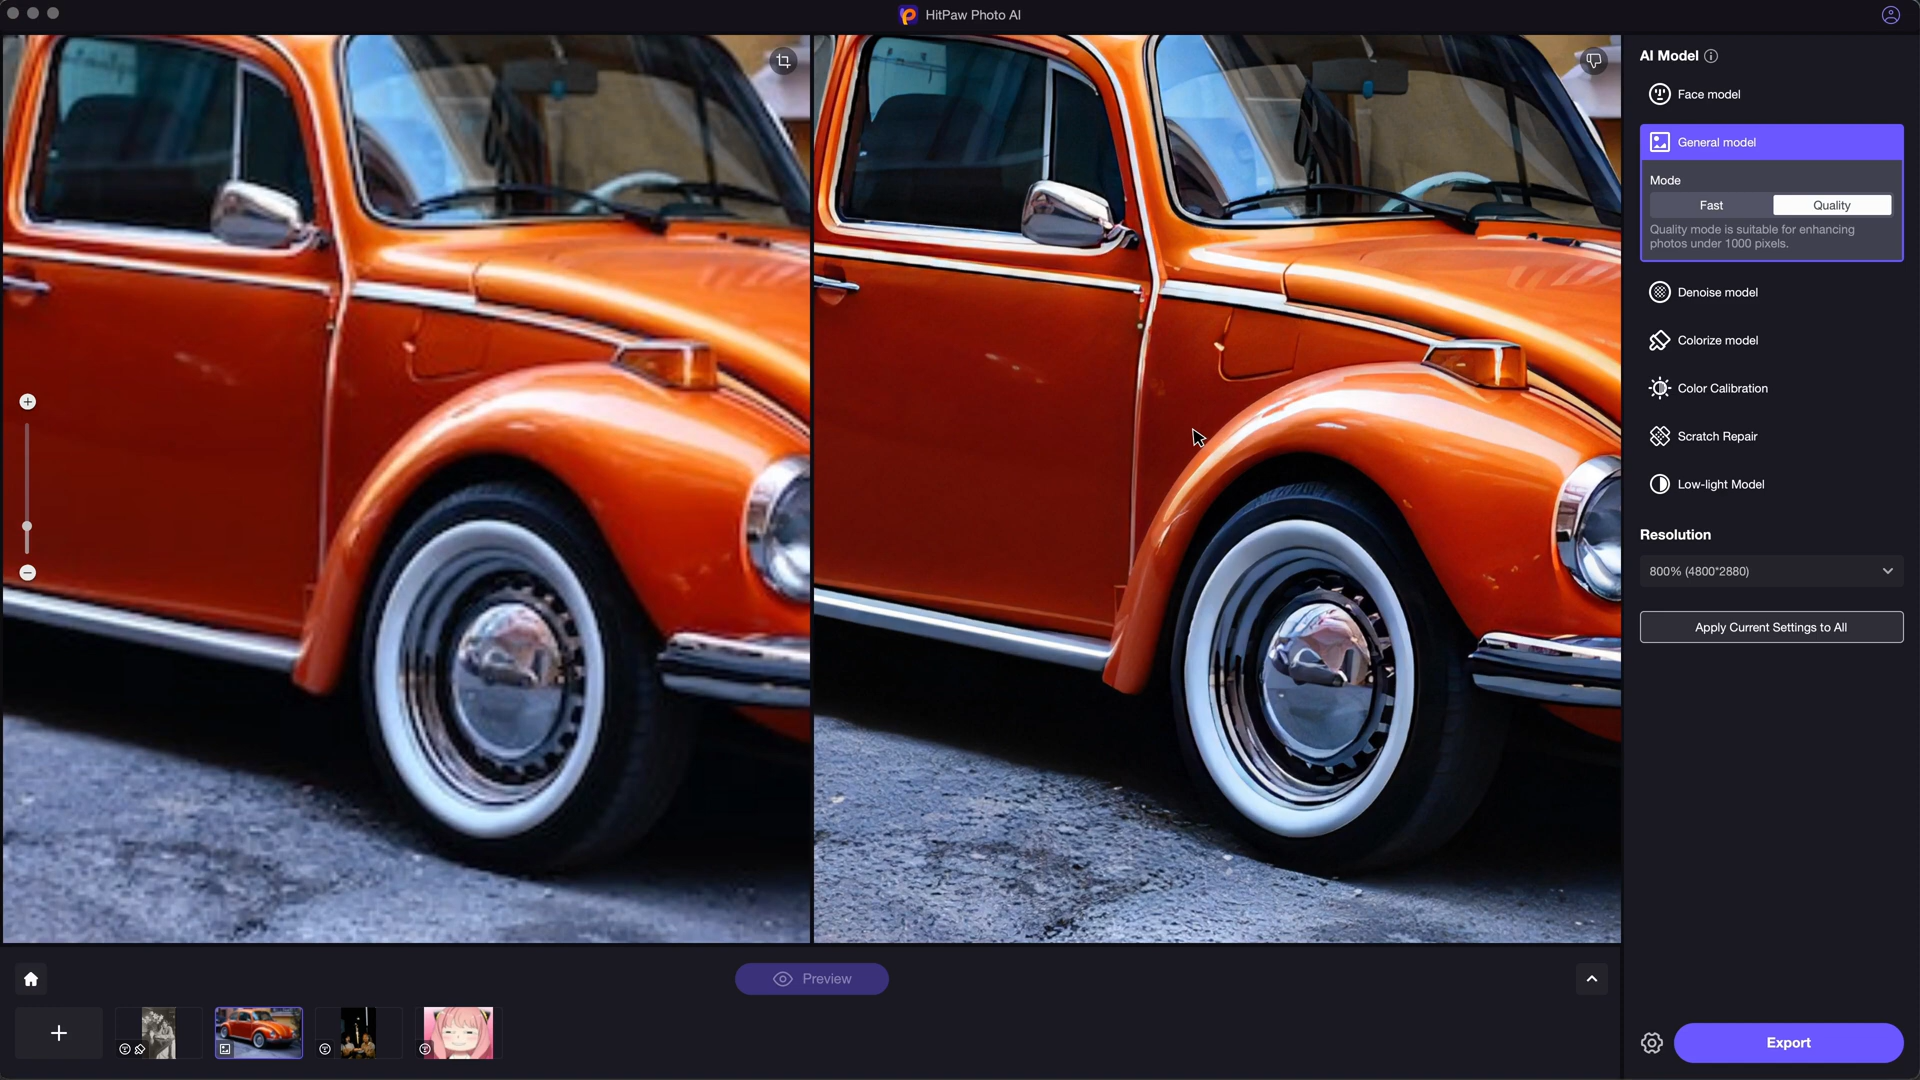 HitPaw Photo AI
AI Model
Face model
General model
Mode
Fast
Quality
Quality mode is suitable for enhancing
photos under 1000 pixels.
Denoise model
Colorize model
Color Calibration
Scratch Repair
Low-light Model
Resolution
800% (4800*2880)
Apply Current Settings to All
Preview
Export